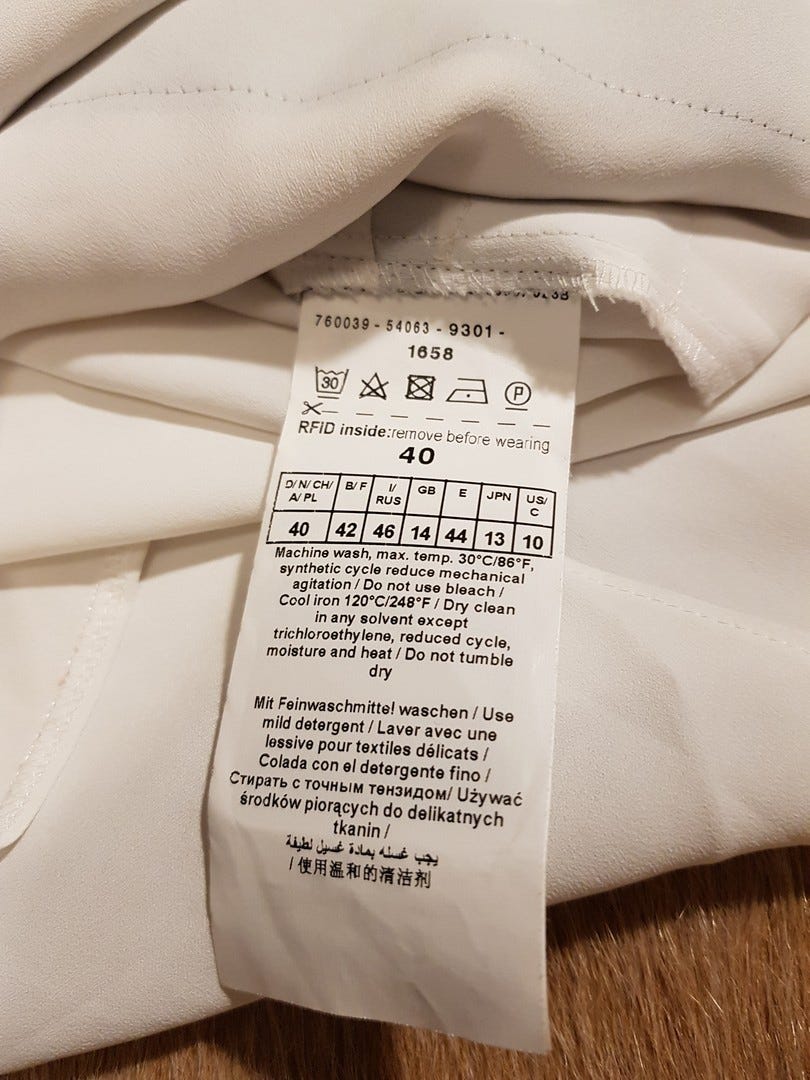 760039 - 54063 - 9301 -
1658
30
P
RFID inside:remove before wearing
40
D/ N/ CH/ A/ PL B/ F I/ RUS GB E JPN US/ C
40 42 46 14 44 13 10
Machine wash, max. temp. 30°C/86°F,
synthetic cycle reduce mechanical
agitation / Do not use bleach /
Cool iron 120°C/248°F / Dry clean
in any solvent except
trichloroethylene, reduced cycle,
moisture and heat / Do not tumble
dry
Mit Feinwaschmittel waschen / Use
mild detergent / Laver avec une
lessive pour textiles délicats /
Colada con el detergente fino /
Стирать с точным тензидом/ Używać
środków piorących do delikatnych
tkanin /
يجب غسله بمادة غسيل لطيفة
/ 使用温和的清洁剂